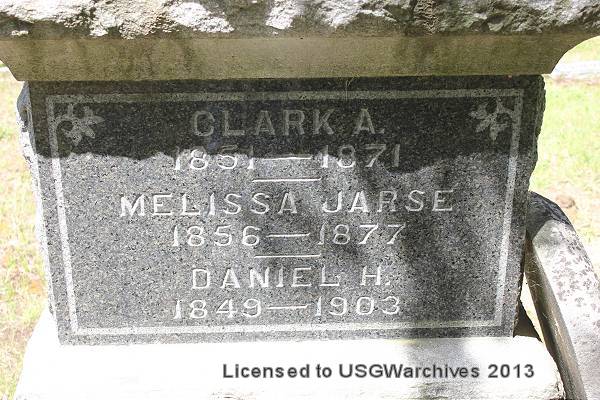 CLARK A.
1851—1871
MELISSA JARSE
1856—1877
DANIEL H.
1849—1903
Licensed to USGWarchives 2013